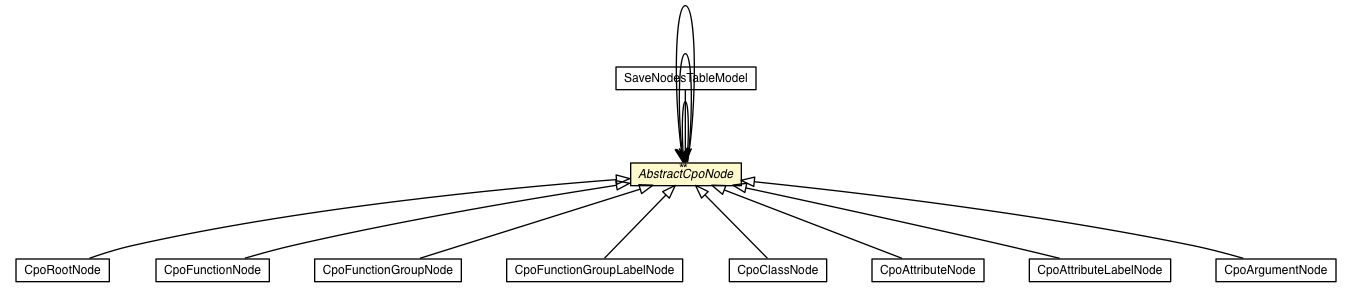 SaveNodesTableModel
**
AbstractCpoNode
CpoRootNode
CpoFunctionNode
CpoFunctionGroupNode
CpoFunctionGroupLabelNode
CpoClassNode
CpoAttributeNode
CpoAttributeLabelNode
CpoArgumentNode